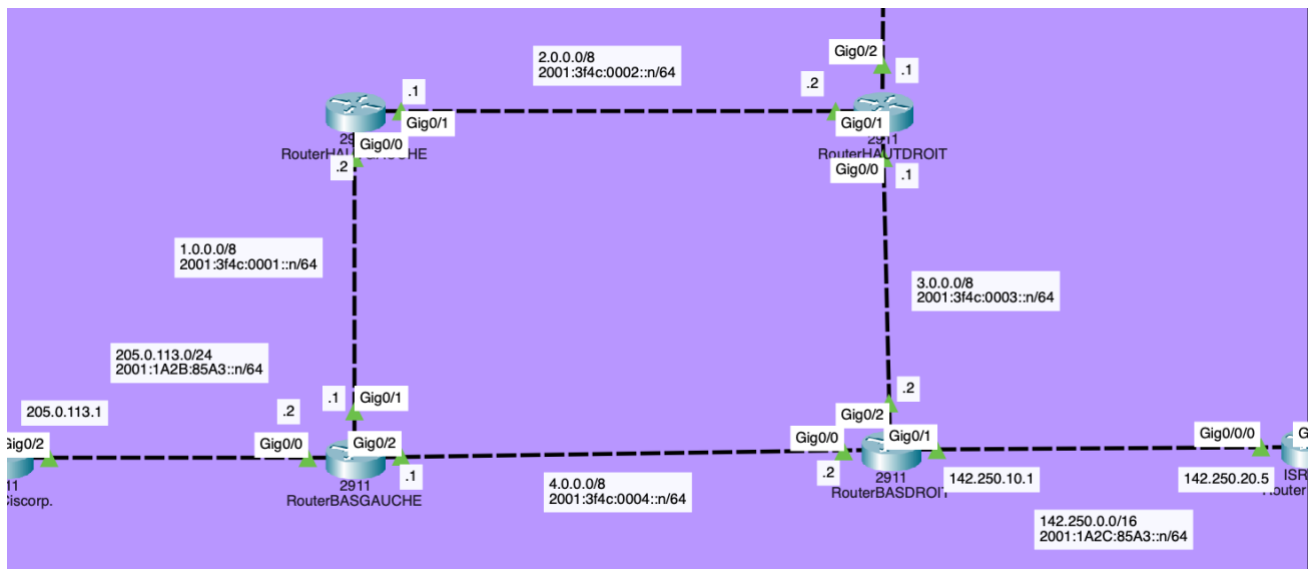 2.0.0.0/8
2001:3f4c:0002::n/64
Gig0/2
.1
.1
.2
Gig0/1
Gig0/1
Gig0/0
2911
RouterHAUTDROIT
.2
Gig0/0
.1
1.0.0.0/8
2001:3f4c:0001::n/64
3.0.0.0/8
2001:3f4c:0003::n/64
205.0.113.0/24
2001:1A2B:85A3::n/64
.1
Gig0/1
.2
205.0.113.1
.2
Gig0/2
Gig0/0
Gig0/2
Gig0/0
Gig0/1
Gig0/0/0
.1
.2
2911
RouterBASGAUCHE
4.0.0.0/8
2001:3f4c:0004::n/64
2911
RouterBASDROIT
142.250.10.1
142.250.20.5
ISR
Router
Ciscorp.
142.250.0.0/16
2001:1A2C:85A3::n/64